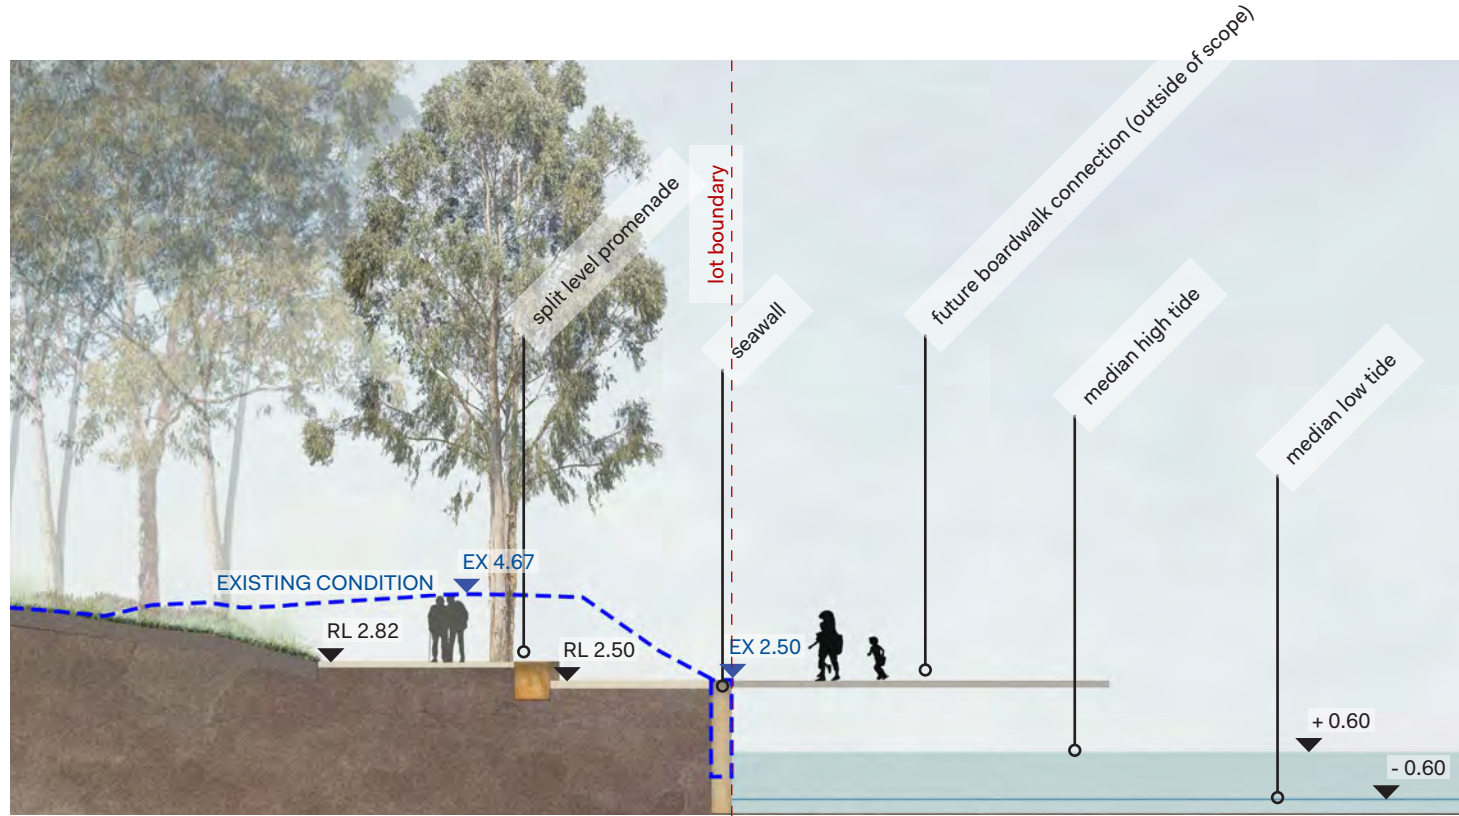 future boardwalk connection (outside of scope)
split level promenade
lot boundary
seawall
median high tide
median low tide
EX 4.67
EXISTING CONDITION
RL 2.82
RL 2.50
EX 2.50
+ 0.60
- 0.60